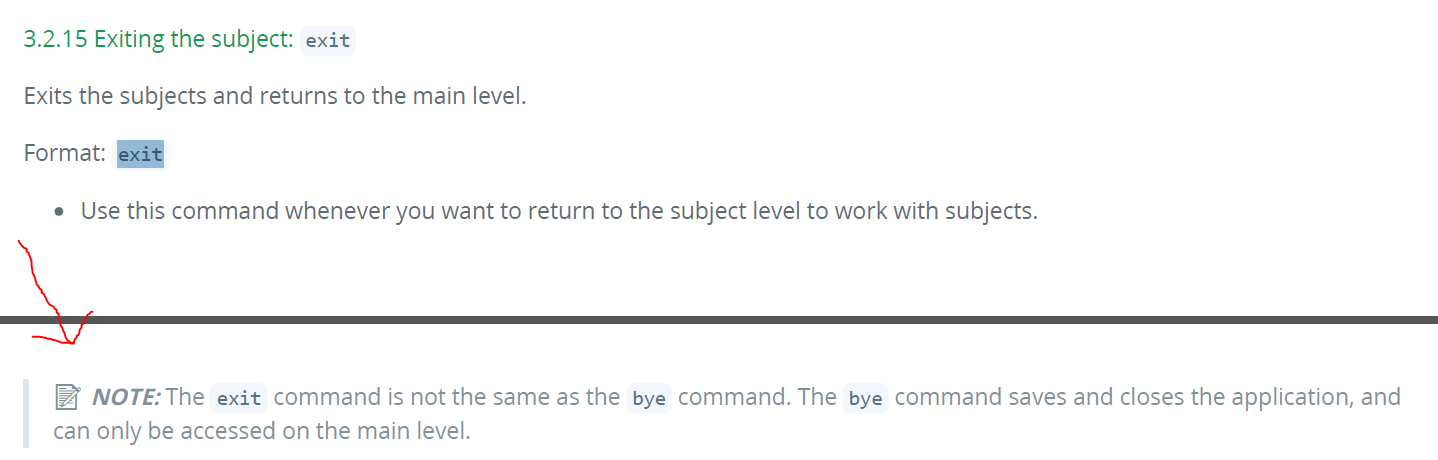 3.2.15 Exiting the subject: exit
Exits the subjects and returns to the main level.
Format: exit
• Use this command whenever you want to return to the subject level to work with subjects.
NOTE: The exit command is not the same as the bye command. The bye command saves and closes the application, and
can only be accessed on the main level.